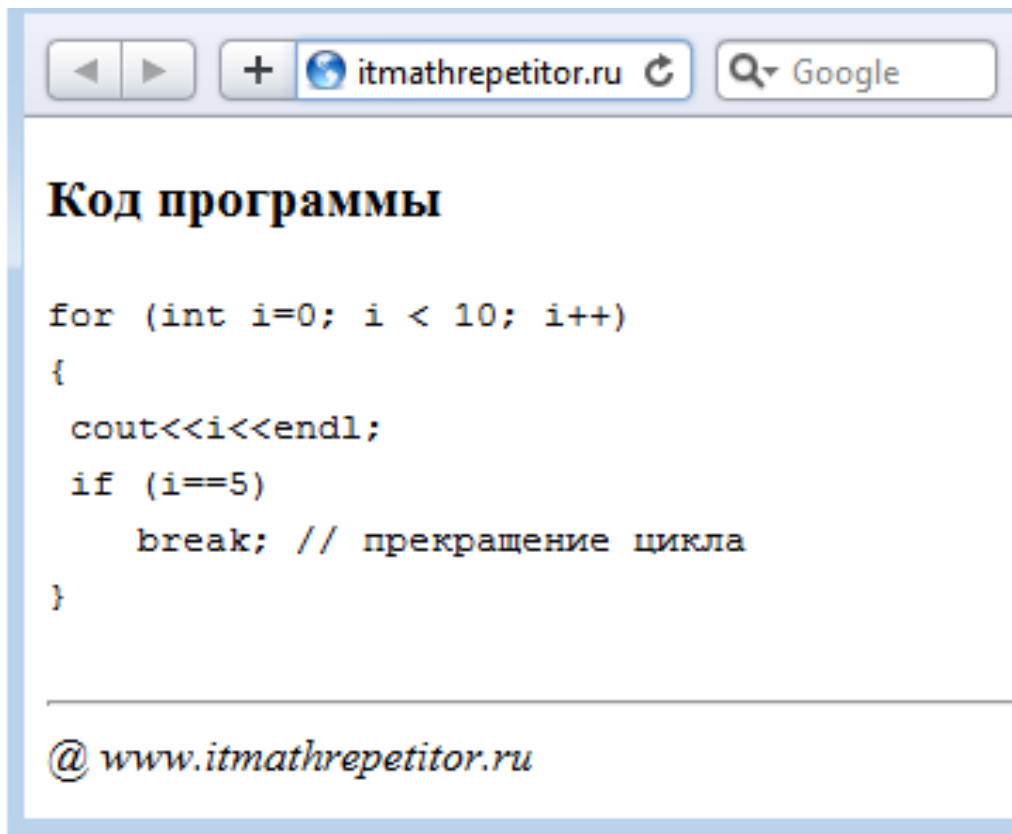 itmathrepetitor.ru Google
Код программы
for (int i=0; i < 10; i++)
{
 cout<<i<<endl;
 if (i==5)
    break; // прекращение цикла
}
@ www.itmathrepetitor.ru